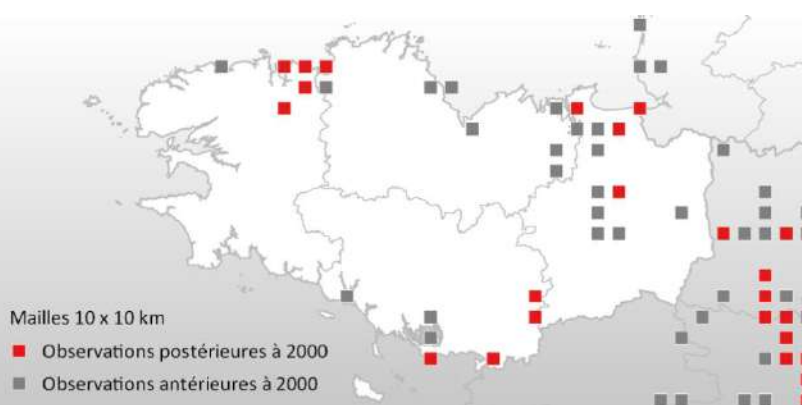 Mailles 10 x 10 km
Observations postérieures à 2000
Observations antérieures à 2000